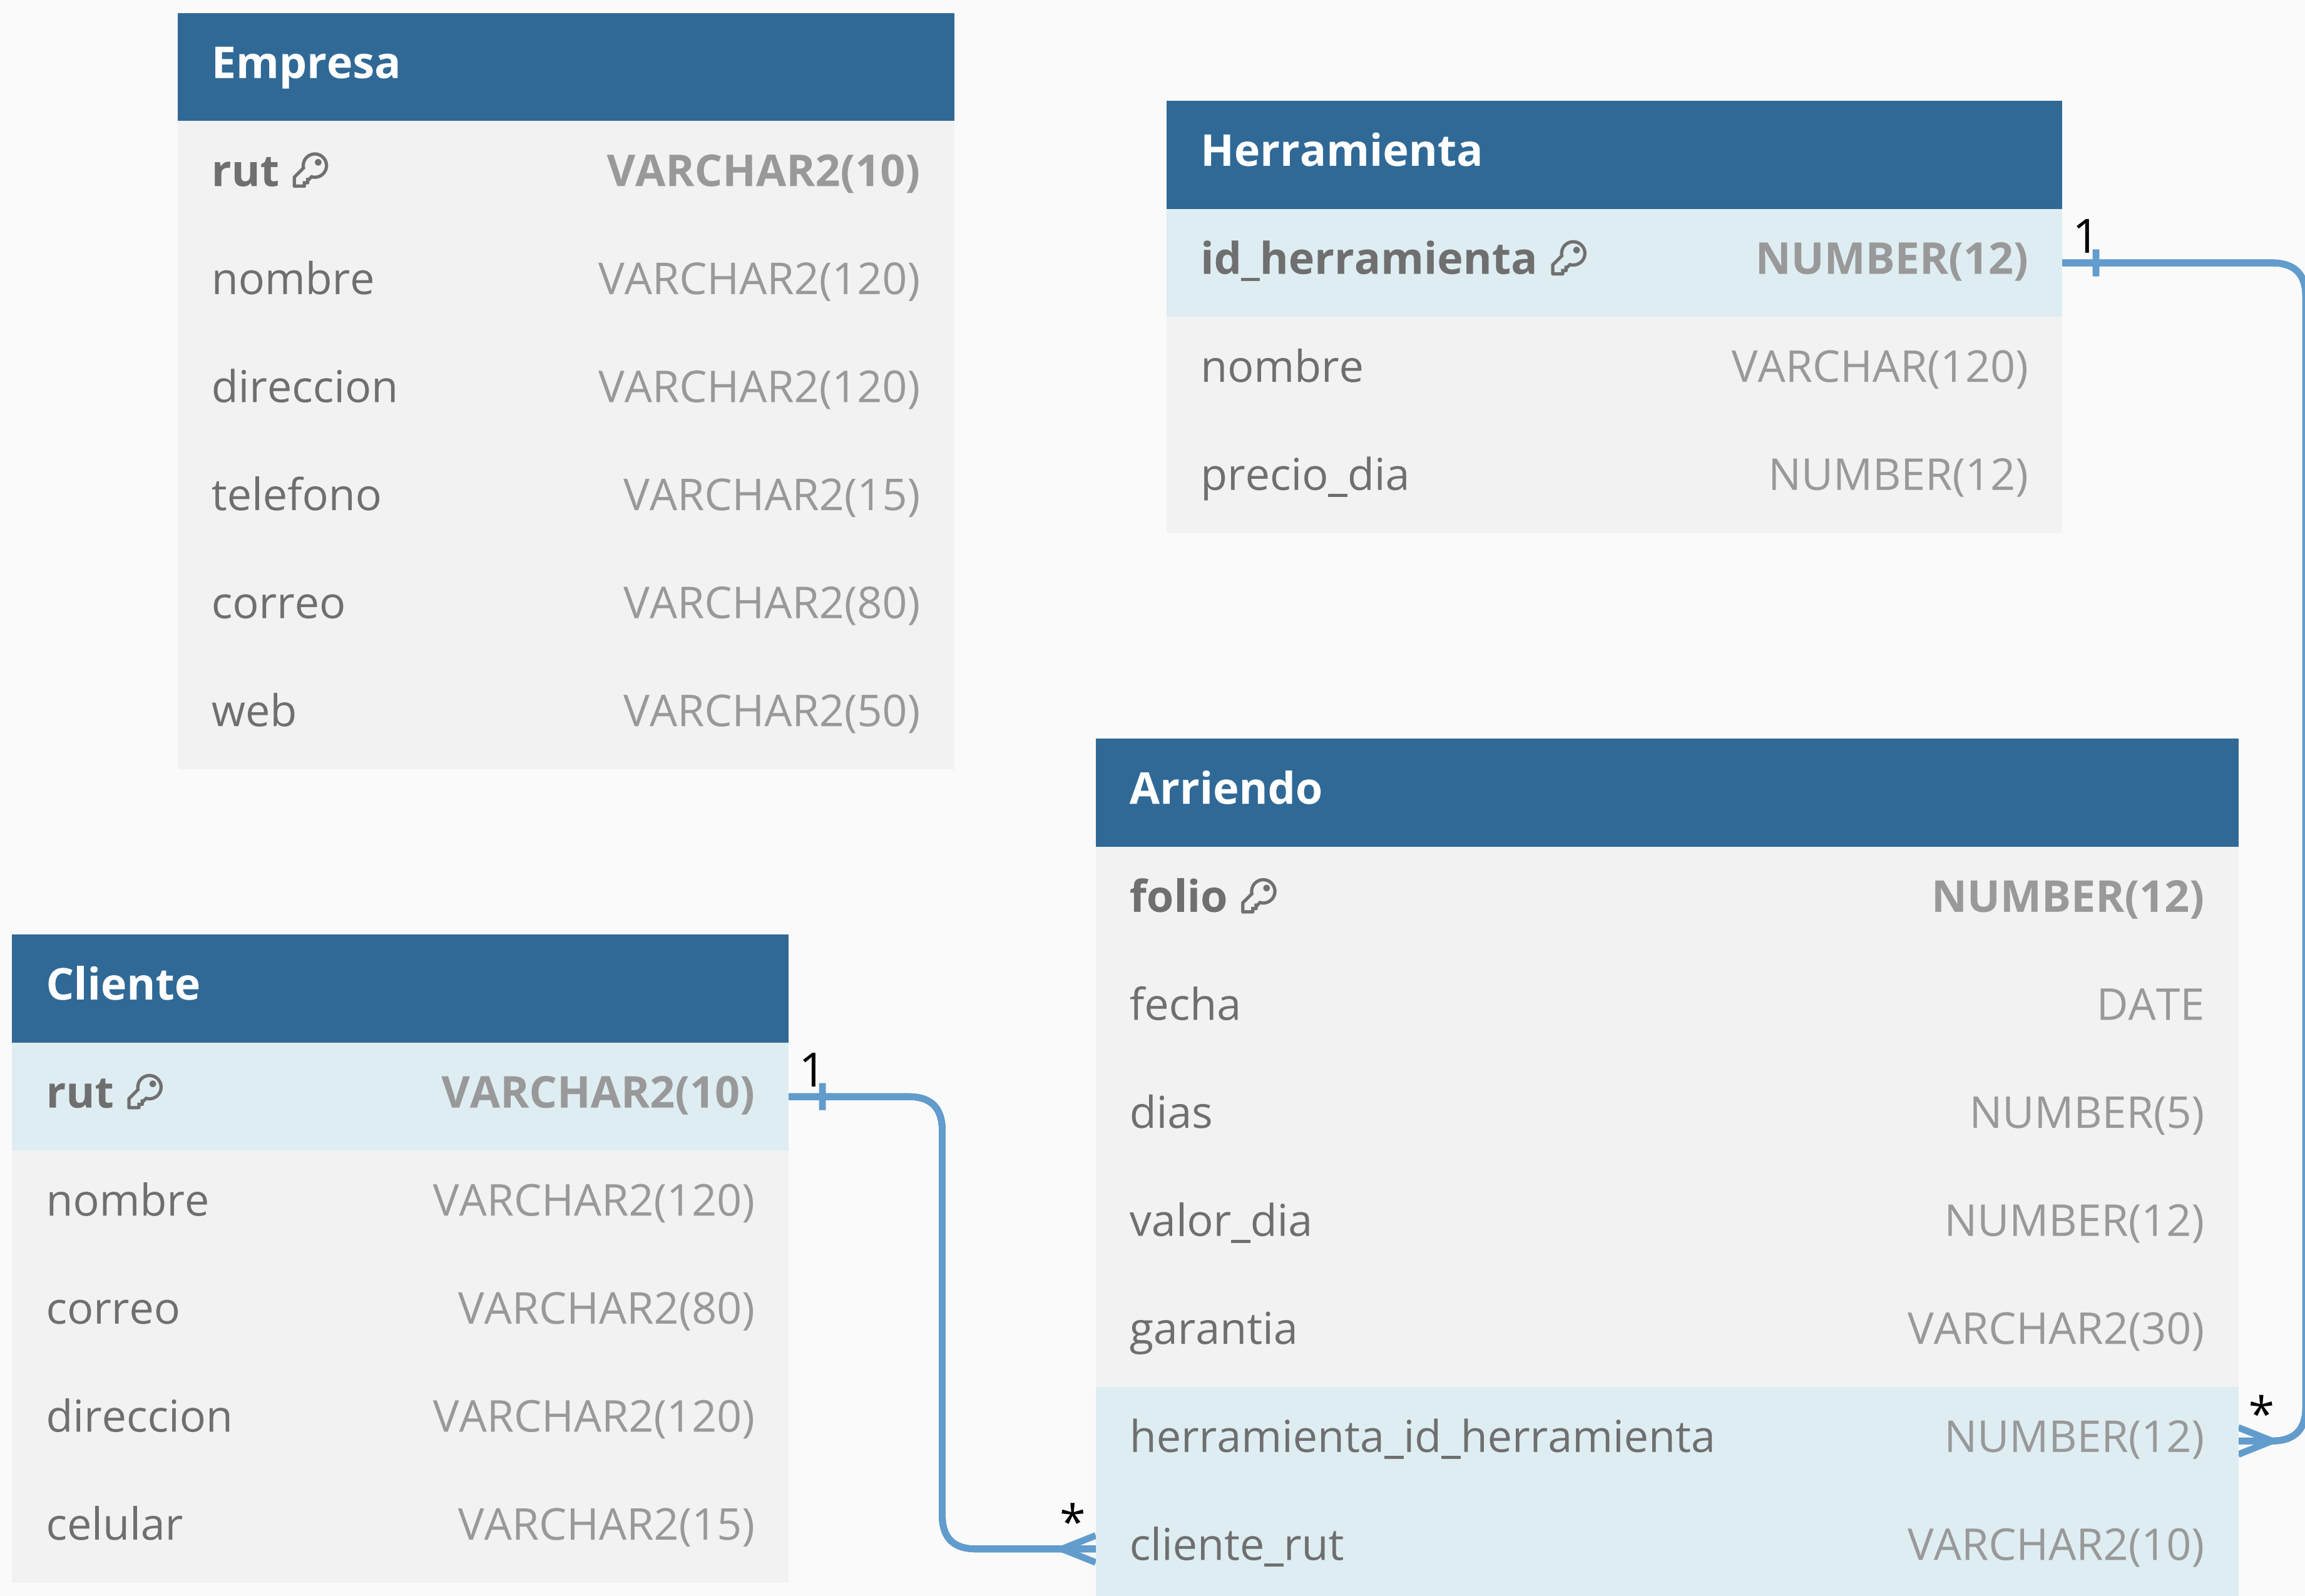 Empresa
rut VARCHAR2(10)
nombre VARCHAR2(120)
direccion VARCHAR2(120)
telefono VARCHAR2(15)
correo VARCHAR2(80)
web VARCHAR2(50)
Herramienta
id_herramienta NUMBER(12)
1
nombre VARCHAR(120)
precio_dia NUMBER(12)
Cliente
rut VARCHAR2(10)
1
nombre VARCHAR2(120)
correo VARCHAR2(80)
direccion VARCHAR2(120)
celular VARCHAR2(15)
Arriendo
folio NUMBER(12)
fecha DATE
dias NUMBER(5)
valor_dia NUMBER(12)
garantia VARCHAR2(30)
herramienta_id_herramienta NUMBER(12)
*
cliente_rut VARCHAR2(10)
*